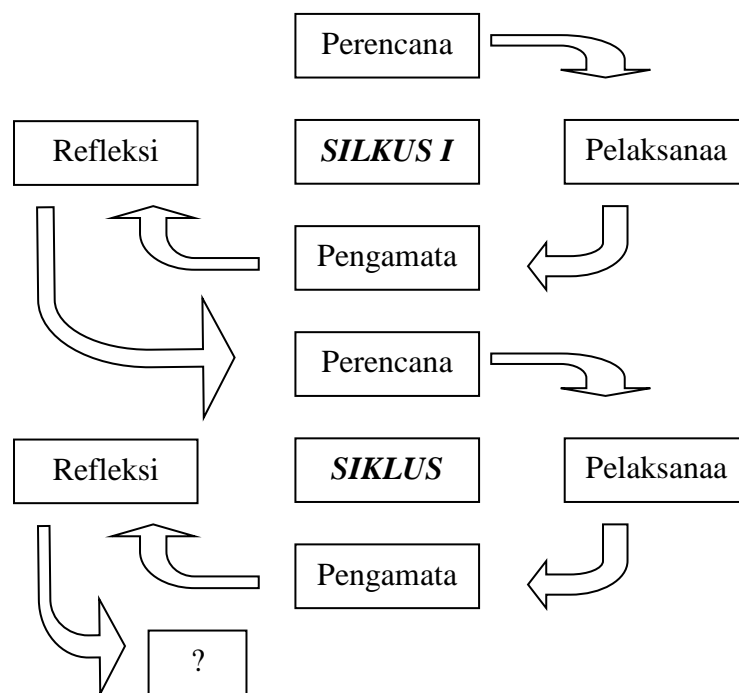 Perencana
Refleksi
SILKUS I
Pelaksanaa
Pengamata
Perencana
Refleksi
SIKLUS
Pelaksanaa
Pengamata
?